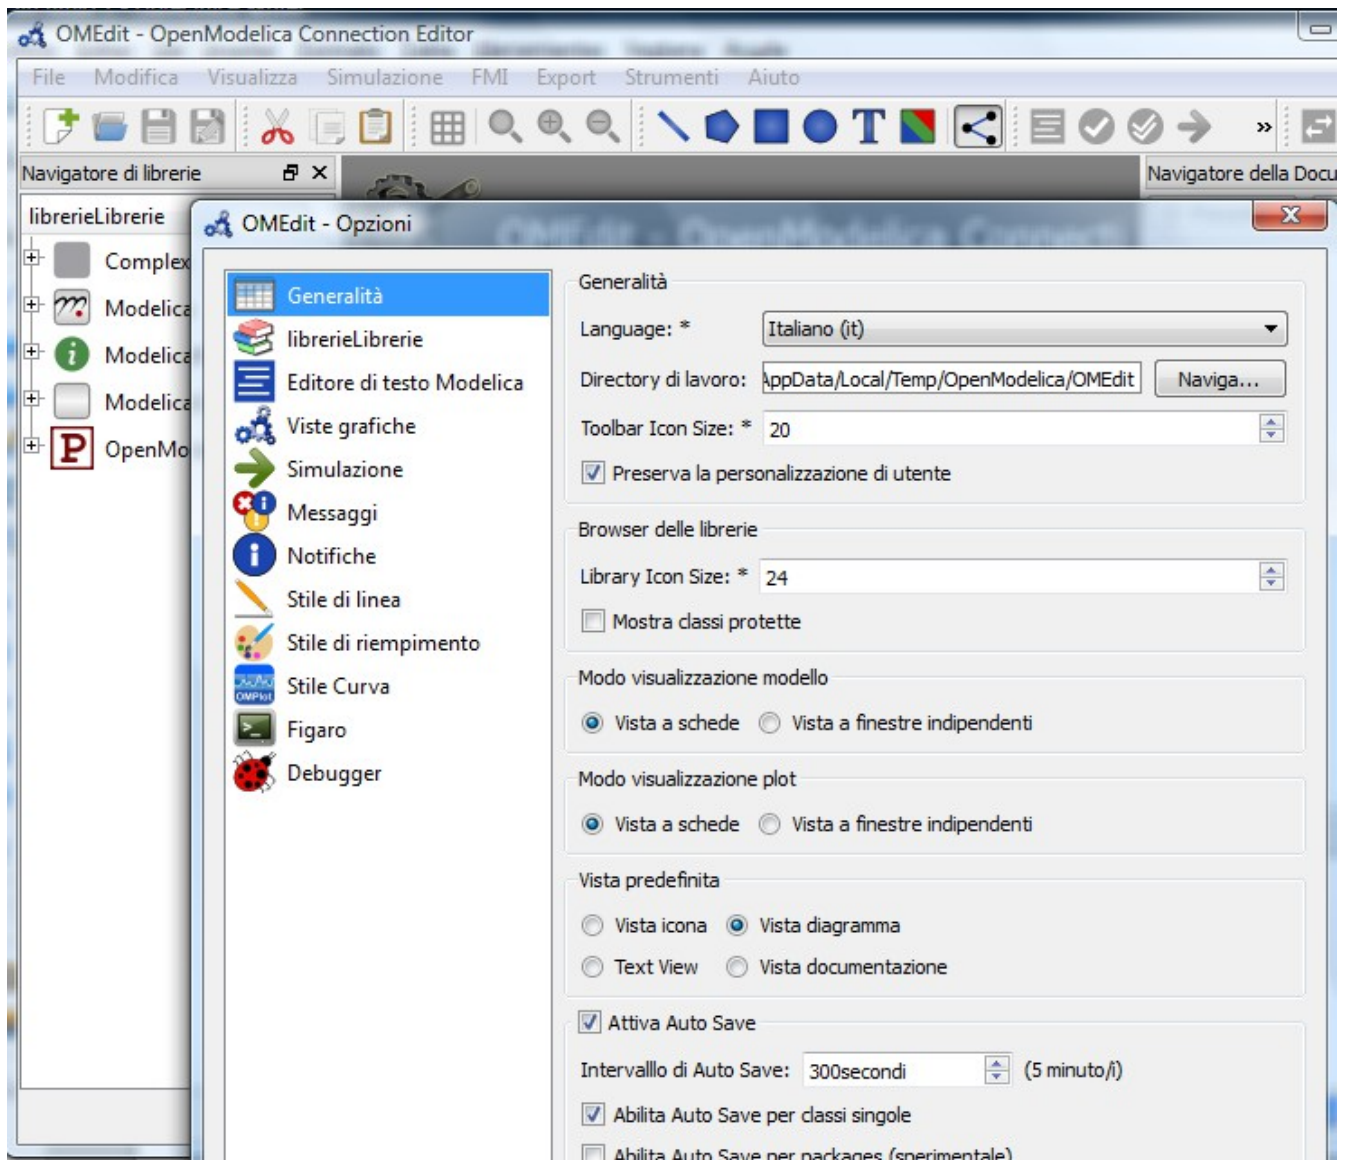 OMEdit - OpenModelica Connection Editor
File Modifica Visualizza Simulazione FMI Export Strumenti Aiuto
T
»
Navigatore di librerie
Navigatore della Docu
librerieLibrerie
Complex
Modelica
Modelica
Modelica
P OpenMo
OMEdit - OpenModelica Connecti
OMEdit - Opzioni
Generalità
librerieLibrerie
Editore di testo Modelica
Viste grafiche
Simulazione
Messaggi
Notifiche
Stile di linea
Stile di riempimento
OMPlot
Stile Curva
Figaro
Debugger
Generalità
Language: * Italiano (it)
Directory di lavoro: AppData/Local/Temp/OpenModelica/OMEdit Naviga...
Toolbar Icon Size: * 20
Preserva la personalizzazione di utente
Browser delle librerie
Library Icon Size: * 24
Mostra classi protette
Modo visualizzazione modello
Vista a schede Vista a finestre indipendenti
Modo visualizzazione plot
Vista a schede Vista a finestre indipendenti
Vista predefinita
Vista icona Vista diagramma
Text View Vista documentazione
Attiva Auto Save
Intervalllo di Auto Save: 300secondi (5 minuto/i)
Abilita Auto Save per classi singole
Abilita Auto Save per packages (sperimentale)